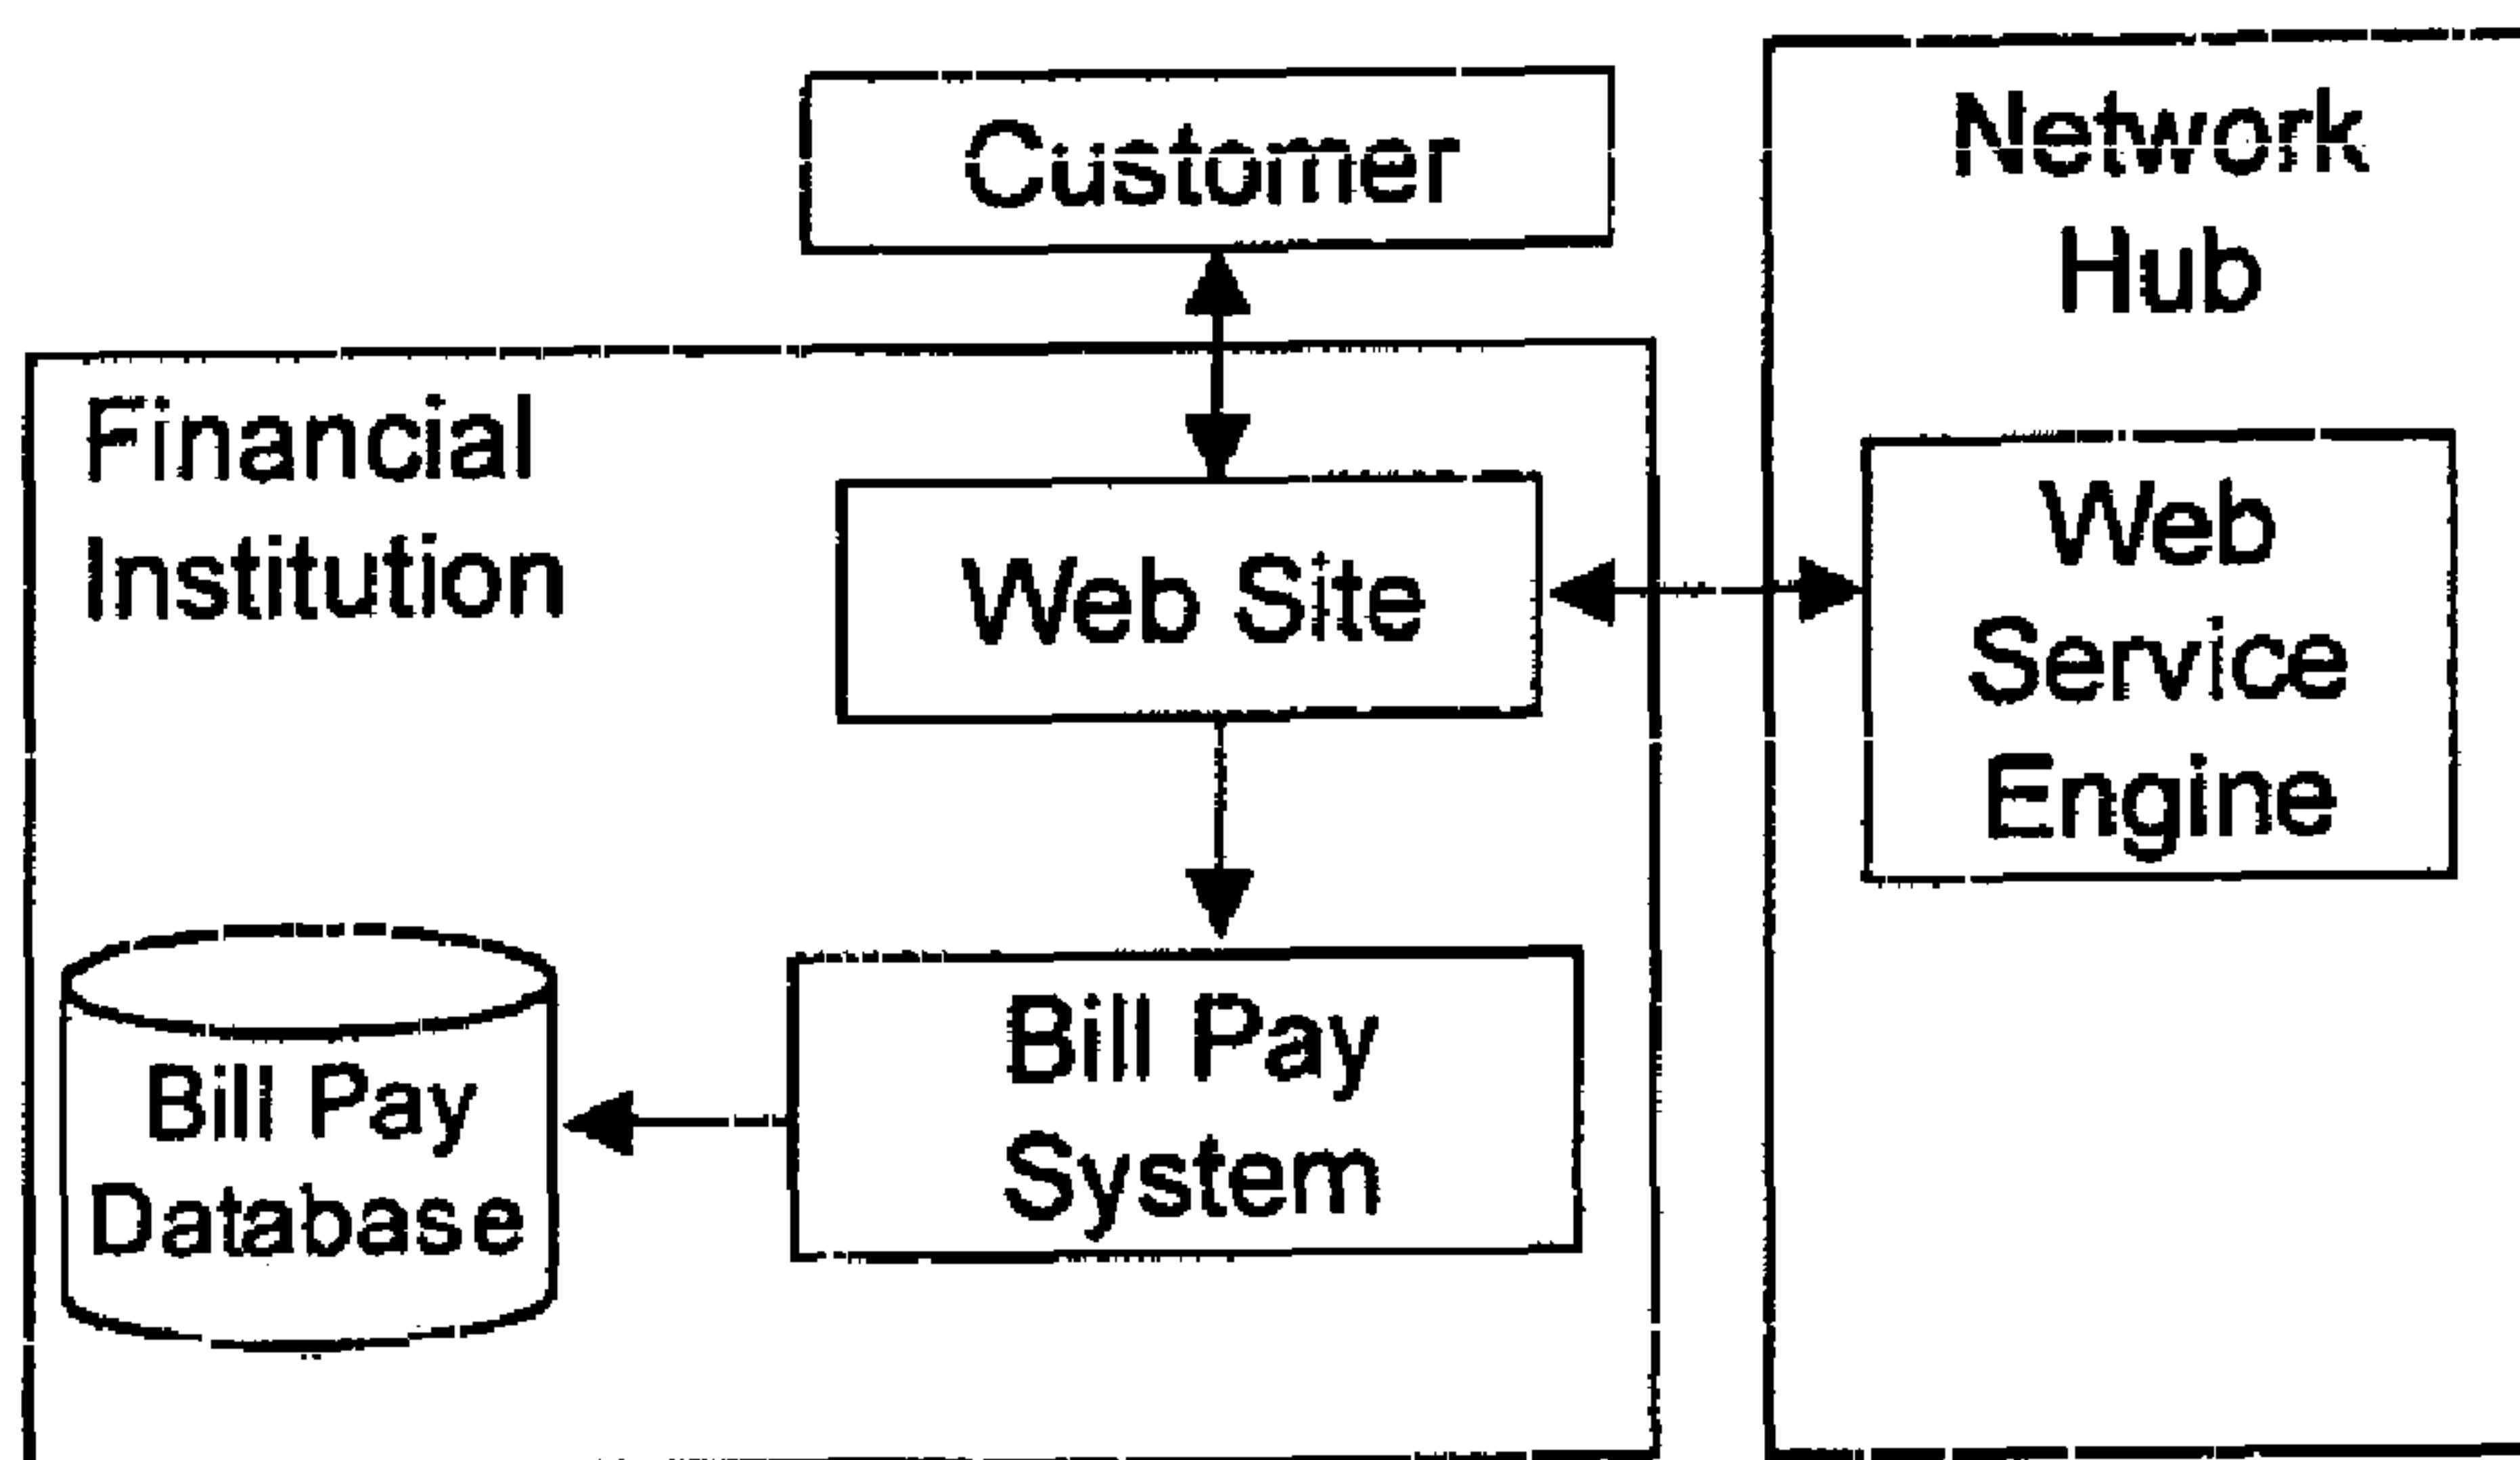 Customer
Network
Hub
Financial
Institution
Web Site
Web
Service
Engine
Bill Pay
System
Bill Pay
Database